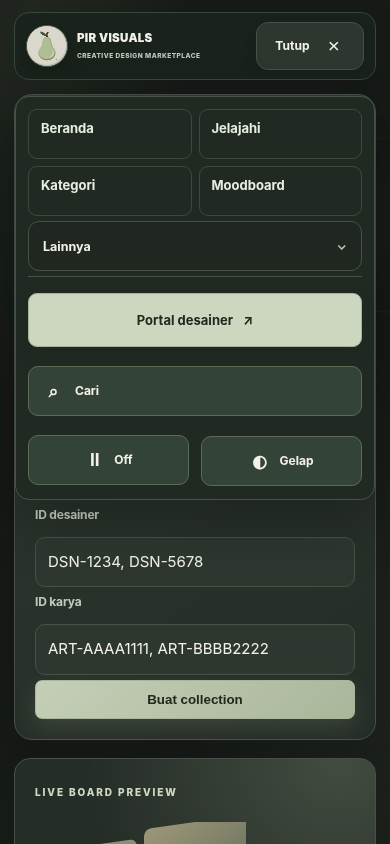 PIR VISUALS
CREATIVE DESIGN MARKETPLACE
Tutup ✕
Beranda
Jelajahi
Kategori
Moodboard
Lainnya
Portal desainer ↗
Cari
Off
Gelap
ID desainer
DSN-1234, DSN-5678
ID karya
ART-AAAA1111, ART-BBBB2222
Buat collection
LIVE BOARD PREVIEW